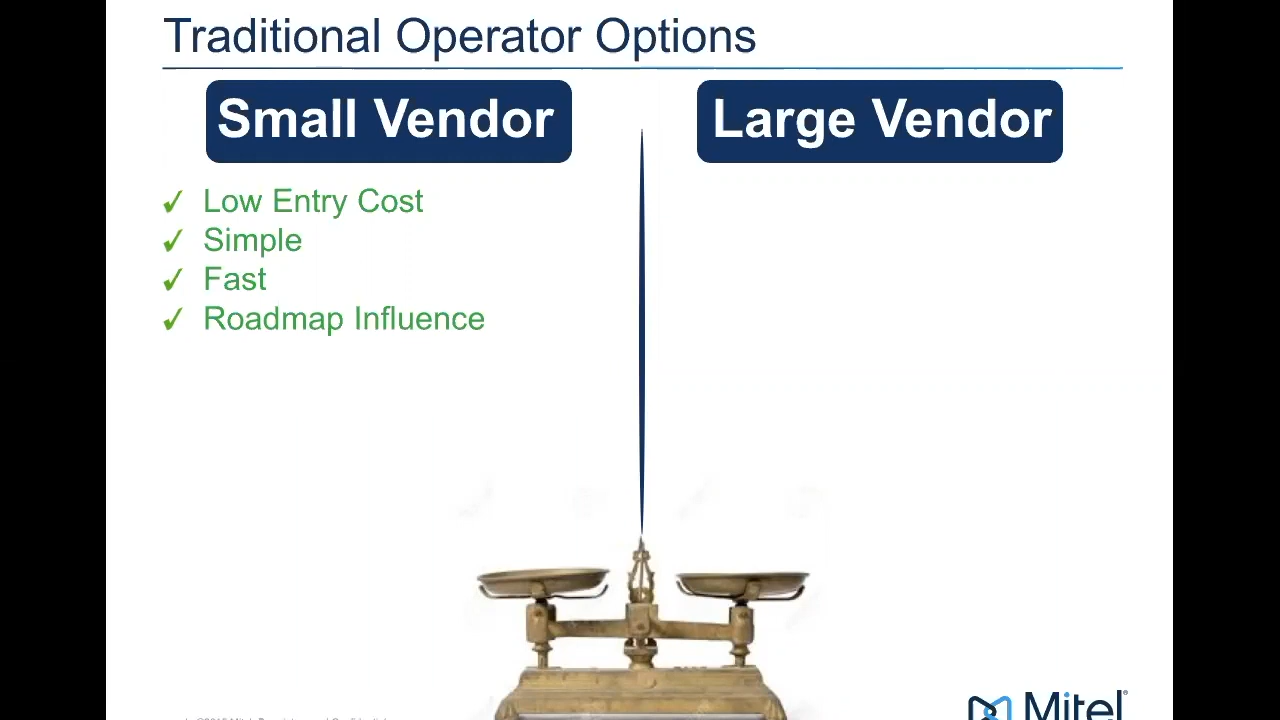 Traditional Operator Options
Small Vendor
Large Vendor
✓ Low Entry Cost
✓ Simple
✓ Fast
✓ Roadmap Influence
Mitel®